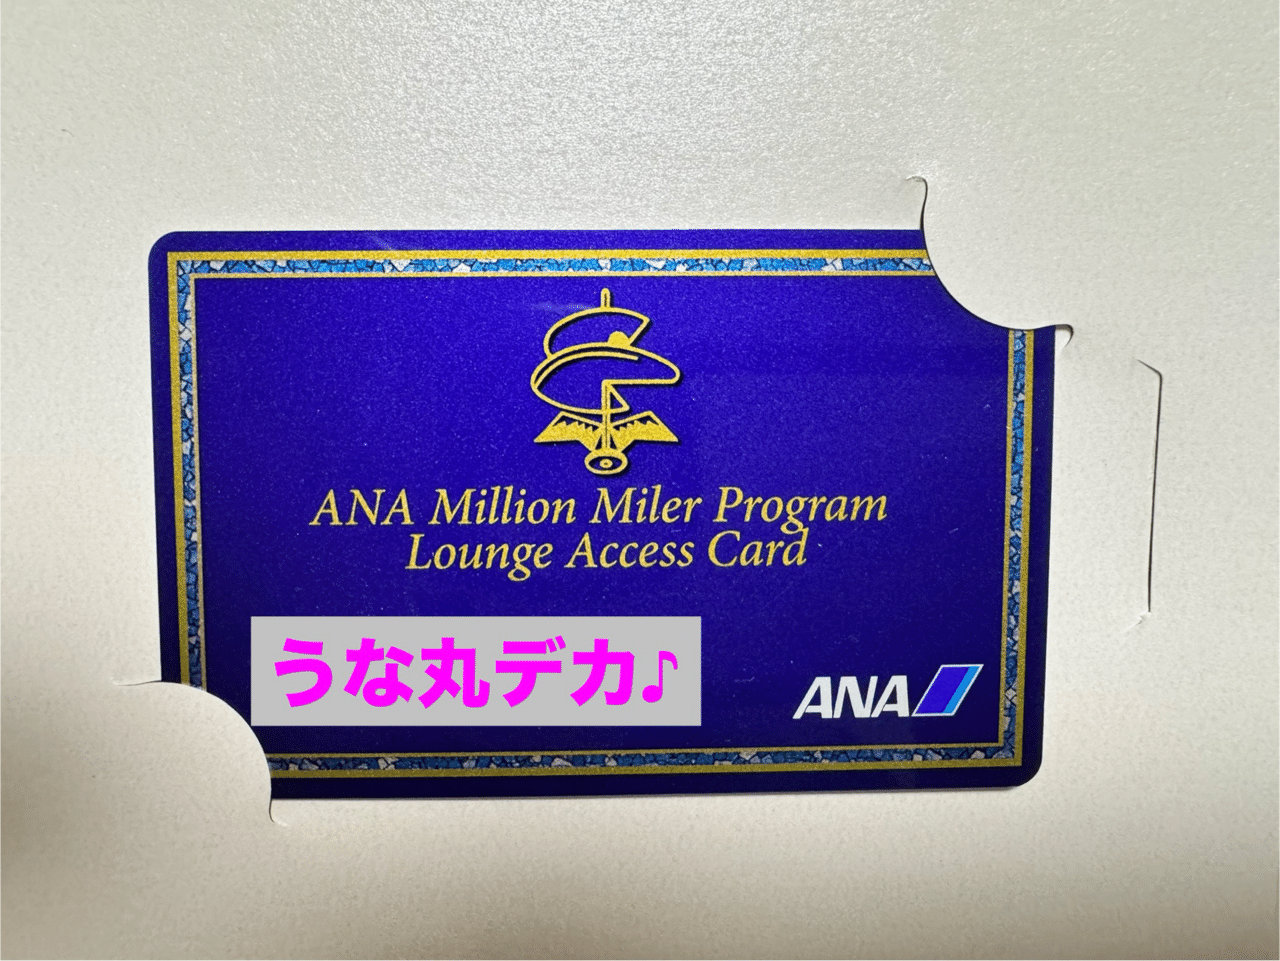 ANA Million Miler Program
Lounge Access Card
うな丸デカ♪
ANA